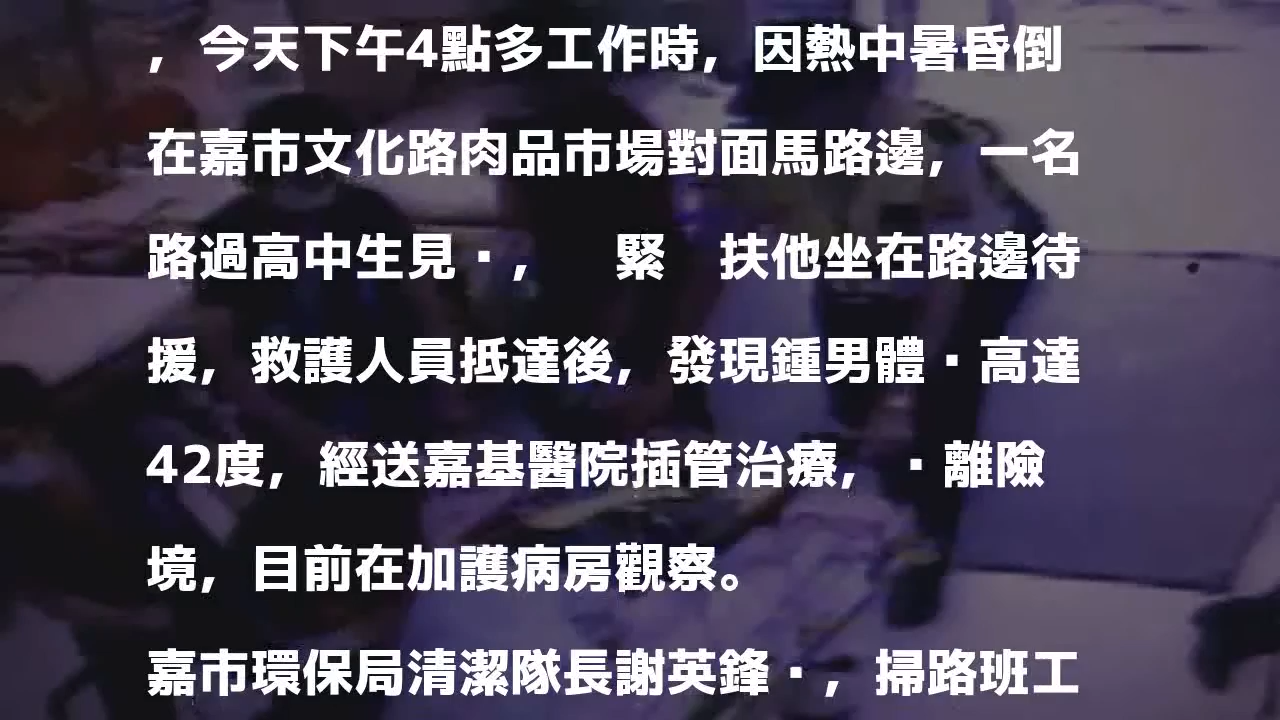 ，今天下午4點多工作時，因熱中暑昏倒
在嘉市文化路肉品市場對面馬路邊，一名
路過高中生見·，　緊　扶他坐在路邊待
援，救護人員抵達後，發現鍾男體·高達
42度，經送嘉基醫院插管治療，·離險
境，目前在加護病房觀察。
嘉市環保局清潔隊長謝英鋒·，掃路班工